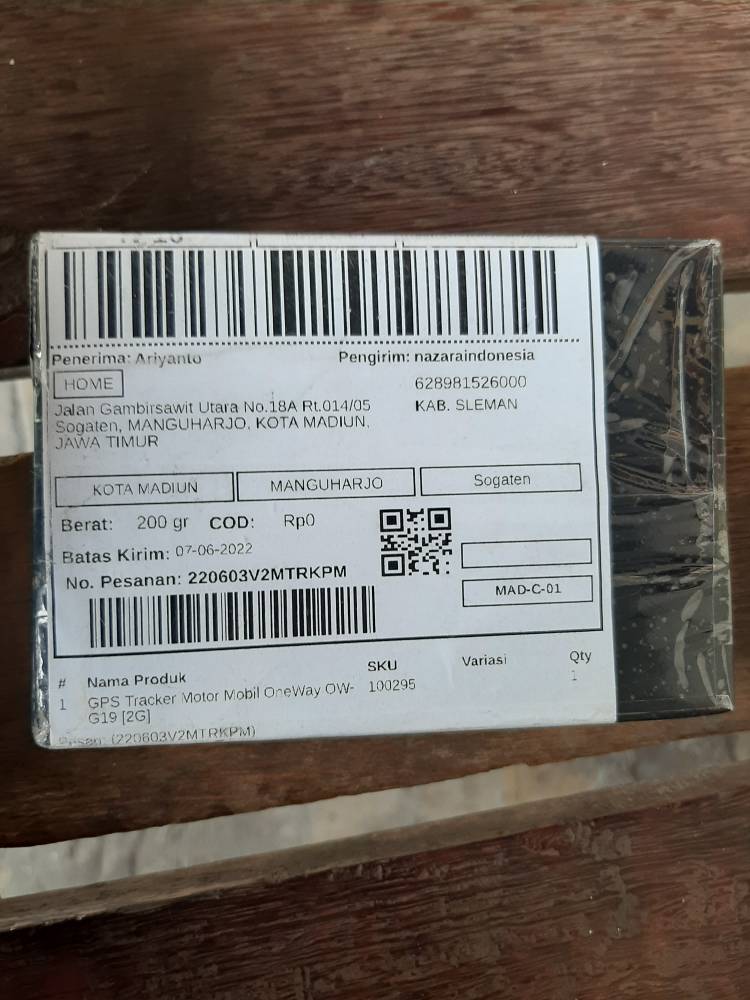 Penerima: Ariyanto
Pengirim: nazaraindonesia
HOME
628981526000
Jalan Gambirsawit Utara No.18A Rt.014/05
KAB. SLEMAN
Sogaten, MANGUHARJO, KOTA MADIUN,
JAWA TIMUR
KOTA MADIUN
MANGUHARJO
Sogaten
Berat: 200 gr COD: Rp0
Batas Kirim: 07-06-2022
No. Pesanan: 220603V2MTRKPM
MAD-C-01
# Nama Produk SKU Variasi Qty
1 GPS Tracker Motor Mobil OneWay OW- 100295 1
G19 [2G]
Pesan: (220603V2MTRKPM)